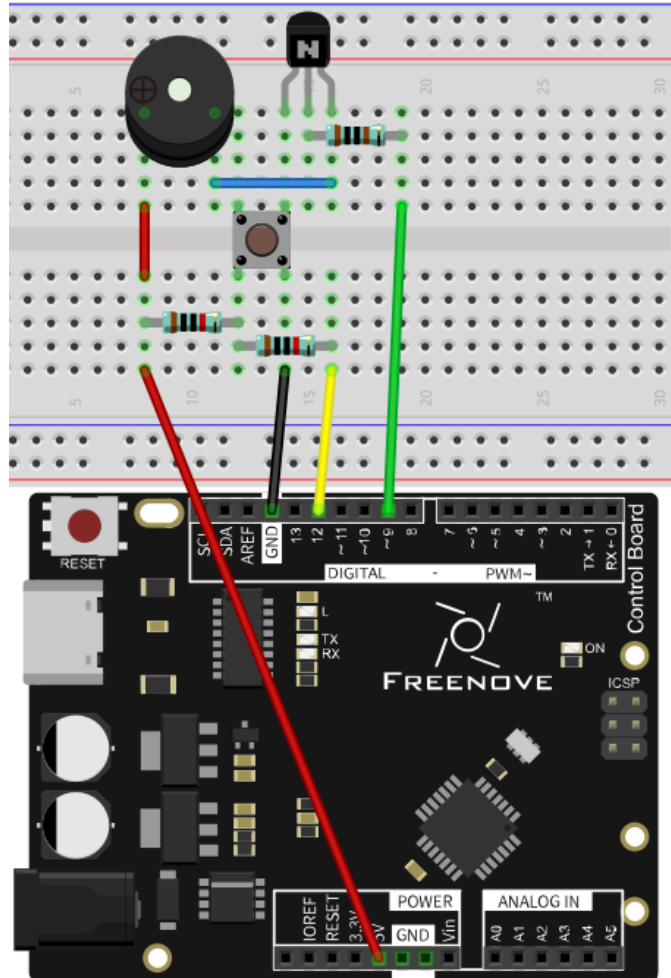 N
5
20
25
30
5
10
15
20
25
30
RESET
SCL
SDA
AREF
GND
13
12
~11
~10
~9
8
7
~6
~5
4
~3
2
TX→1
RX←0
DIGITAL - PWM~
Control Board
L
TX
RX
TM
FREENOVE
ON
ICSP
IOREF
RESET
3.3V
5V
GND
Vin
POWER
ANALOG IN
A0
A1
A2
A3
A4
A5